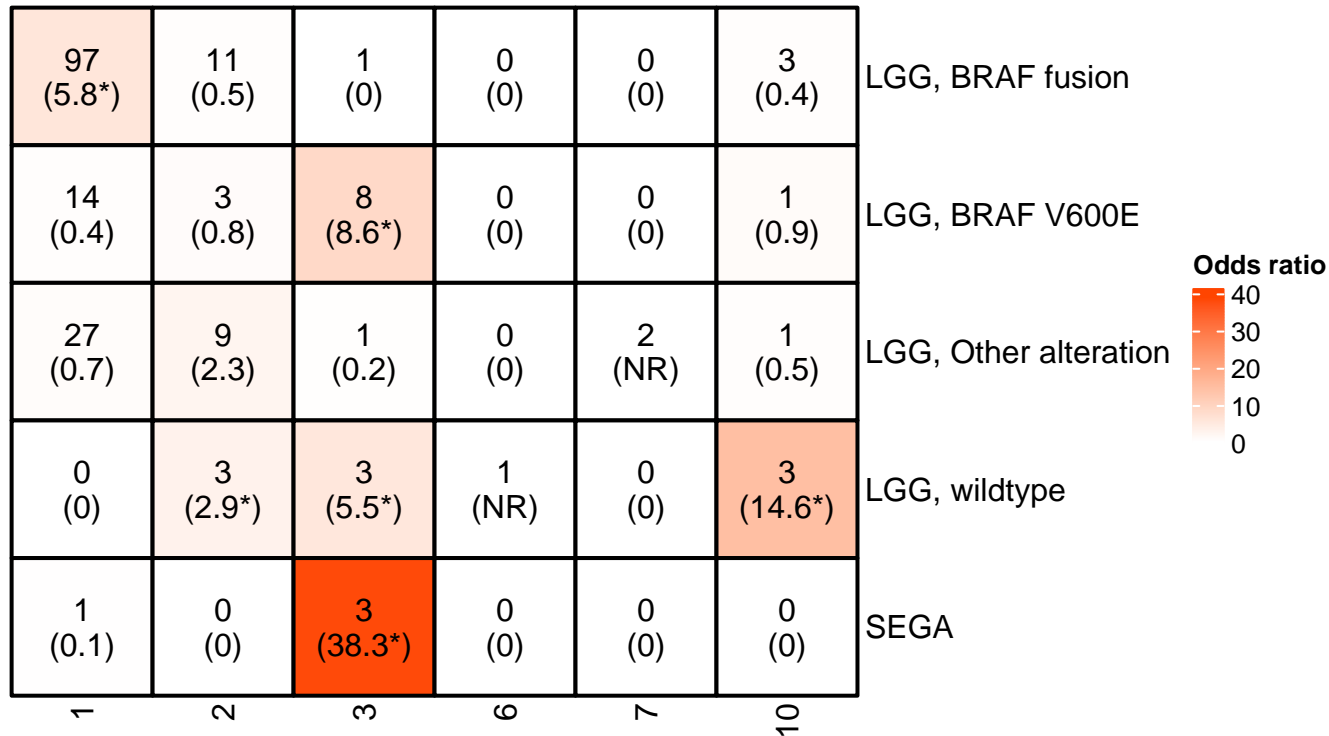 97 11 1 0 0 3
(5.8*) (0.5) (0) (0) (0) (0.4)
LGG, BRAF fusion
14 3 8 0 0 1
(0.4) (0.8) (8.6*) (0) (0) (0.9)
LGG, BRAF V600E
27 9 1 0 2 1
(0.7) (2.3) (0.2) (0) (NR) (0.5)
LGG, Other alteration
0 3 3 1 0 3
(0) (2.9*) (5.5*) (NR) (0) (14.6*)
LGG, wildtype
1 0 3 0 0 0
(0.1) (0) (38.3*) (0) (0) (0)
SEGA
1 2 3 6 7 10
Odds ratio
40
30
20
10
0